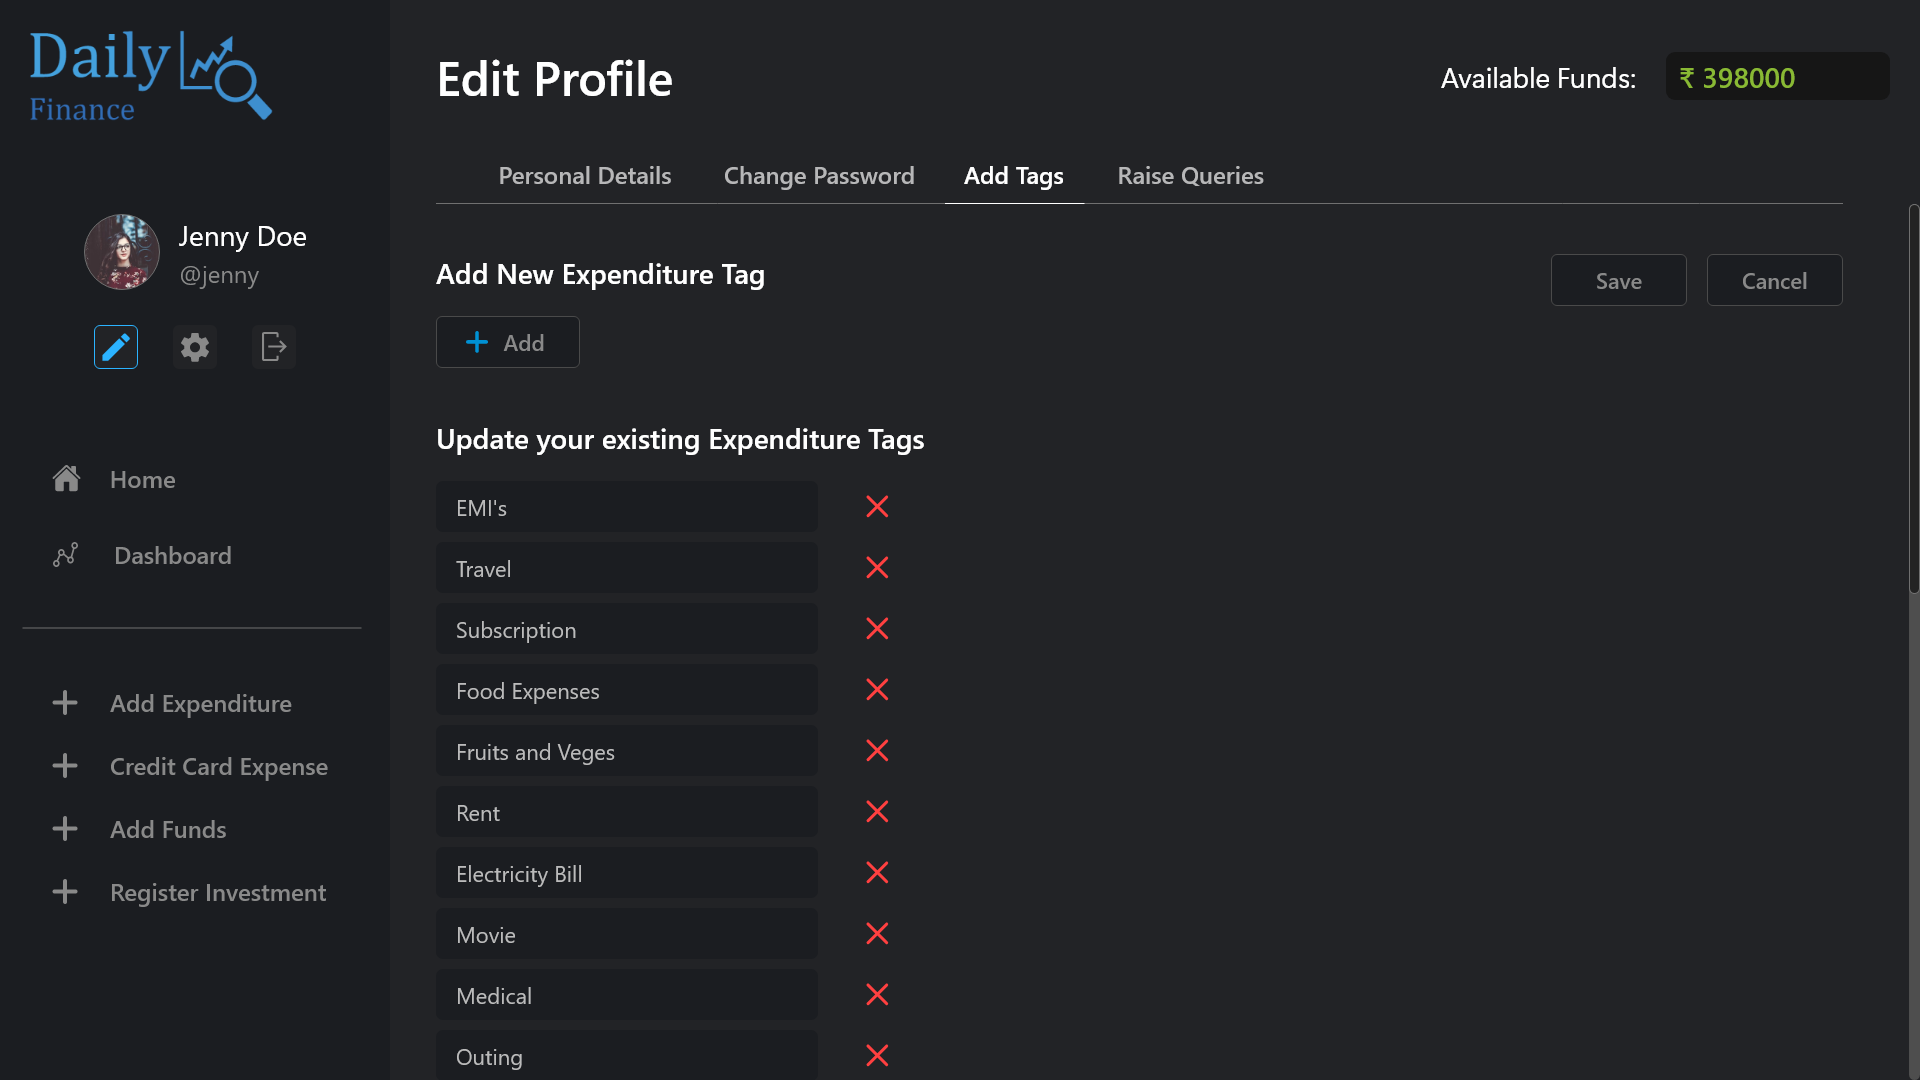 Daily
Finance
Edit Profile
Available Funds:
₹ 398000
Personal Details
Change Password
Add Tags
Raise Queries
Jenny Doe
@jenny
Add New Expenditure Tag
Save
Cancel
Add
Update your existing Expenditure Tags
Home
Dashboard
Add Expenditure
Credit Card Expense
Add Funds
Register Investment
EMI's
Travel
Subscription
Food Expenses
Fruits and Veges
Rent
Electricity Bill
Movie
Medical
Outing